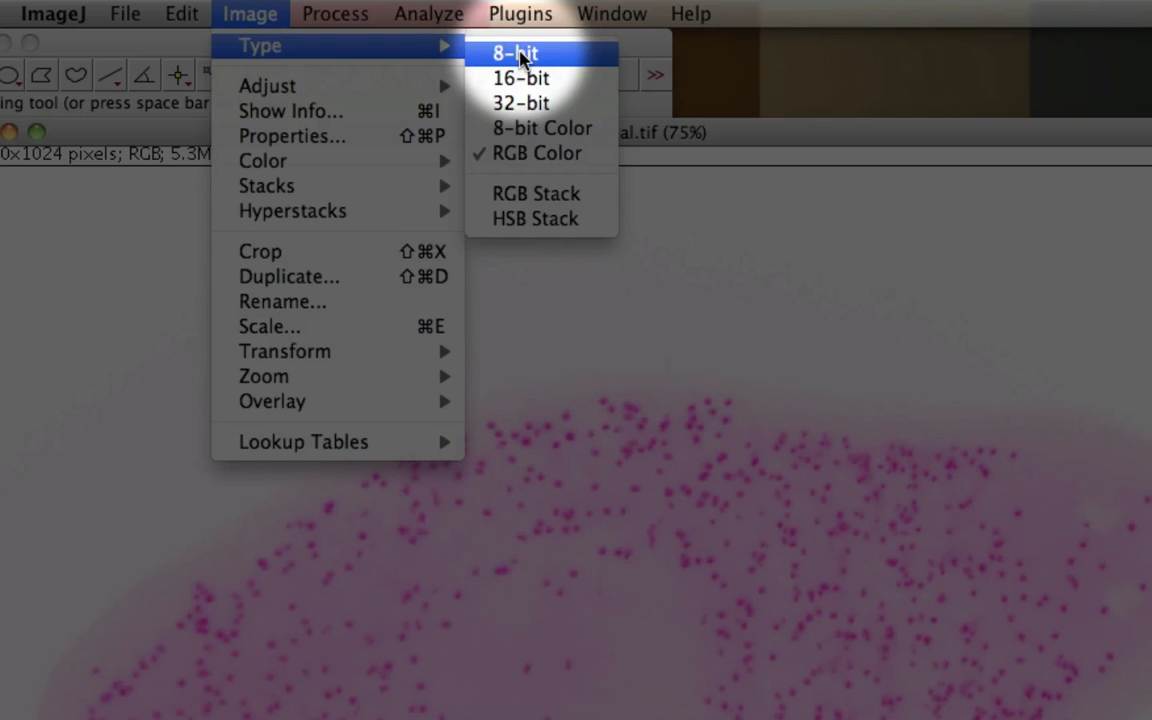 ImageJ File Edit Image Process Analyze Plugins Window Help
Type
Adjust
Show Info... ⌘I
Properties... ⇧⌘P
Color
Stacks
Hyperstacks
Crop ⇧⌘X
Duplicate... ⇧⌘D
Rename...
Scale... ⌘E
Transform
Zoom
Overlay
Lookup Tables
8-bit
16-bit
32-bit
8-bit Color
✓ RGB Color
RGB Stack
HSB Stack
>>
ing tool (or press space bar
al.tif (75%)
0x1024 pixels; RGB; 5.3M